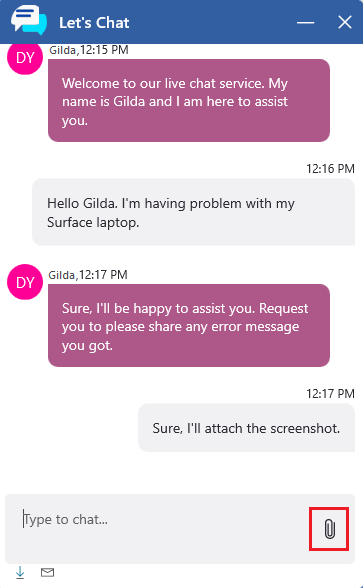 Let's Chat
Gilda,12:15 PM
DY
Welcome to our live chat service. My
name is Gilda and I am here to assist
you.
12:16 PM
Hello Gilda. I'm having problem with my
Surface laptop.
Gilda,12:17 PM
DY
Sure, I'll be happy to assist you. Request
you to please share any error message
you got.
12:17 PM
Sure, I'll attach the screenshot.
Type to chat...